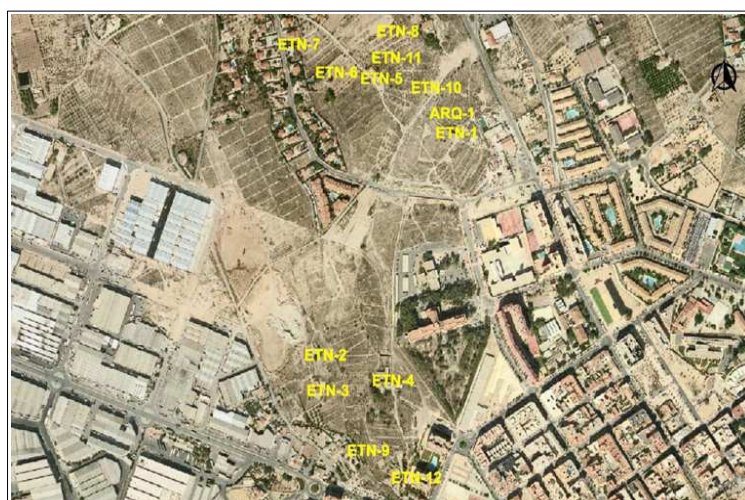 ETN-8
ETN-7
ETN-11
ETN-6
ETN-5
ETN-10
ARQ-1
ETN-1
ETN-2
ETN-4
ETN-3
ETN-9
ETN-12